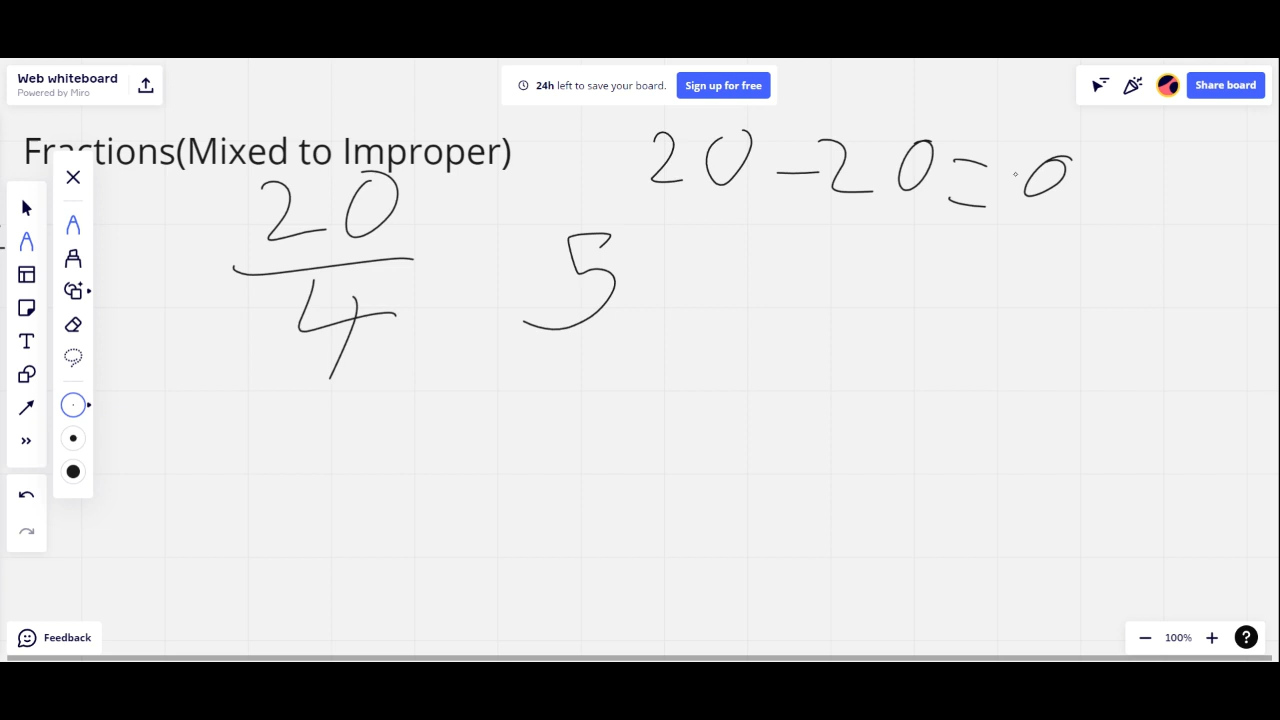 Web whiteboard
Powered by Miro
24h left to save your board.
Sign up for free
Share board
Fractions(Mixed to Improper)
20 - 20 = 0
20
4
5
T
Feedback
100%
?